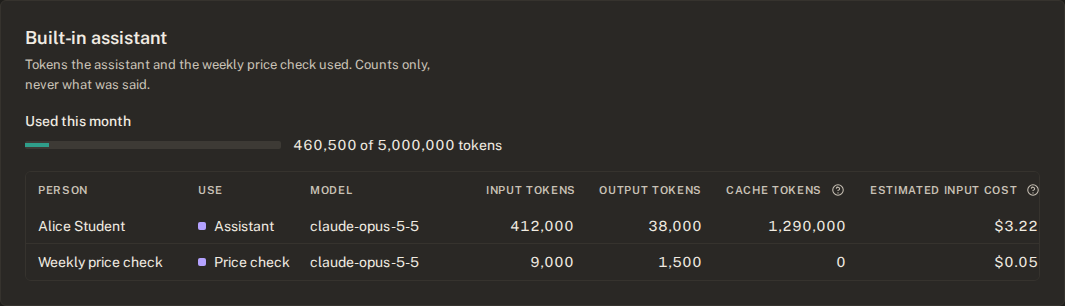 Built-in assistant
Tokens the assistant and the weekly price check used. Counts only,
never what was said.
Used this month
460,500 of 5,000,000 tokens
PERSON USE MODEL INPUT TOKENS OUTPUT TOKENS CACHE TOKENS ? ESTIMATED INPUT COST ?
Alice Student Assistant claude-opus-5-5 412,000 38,000 1,290,000 $3.22
Weekly price check Price check claude-opus-5-5 9,000 1,500 0 $0.05